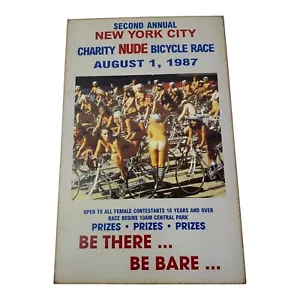 SECOND ANNUAL
NEW YORK CITY
CHARITY NUDE BICYCLE RACE
AUGUST 1, 1987
OPEN TO ALL FEMALE CONTESTANTS 18 YEARS AND OVER
RACE BEGINS 10AM CENTRAL PARK
PRIZES • PRIZES • PRIZES
BE THERE ...
BE BARE ...